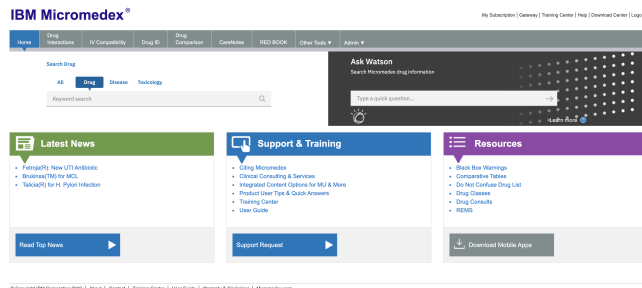 IBM Micromedex®
My Subscription | Gateway | Training Center | Help | Download Center | Logo
Home
Drug Interactions
IV Compatibility
Drug ID
Drug Comparison
CareNotes
RED BOOK
Other Tools ▼
Admin ▼
Search Drug
All
Drug
Disease
Toxicology
Keyword search
Ask Watson
Search Micromedex drug information
Type a quick question...
Learn more ?
Latest News
Fetroja(R): New UTI Antibiotic
Brukinsa(TM) for MCL
Talicia(R) for H. Pylori Infection
Read Top News
Support & Training
Citing Micromedex
Clinical Consulting & Services
Integrated Content Options for MU & More
Product User Tips & Quick Answers
Training Center
User Guide
Support Request
Resources
Black Box Warnings
Comparative Tables
Do Not Confuse Drug List
Drug Classes
Drug Consults
REMS
Download Mobile Apps